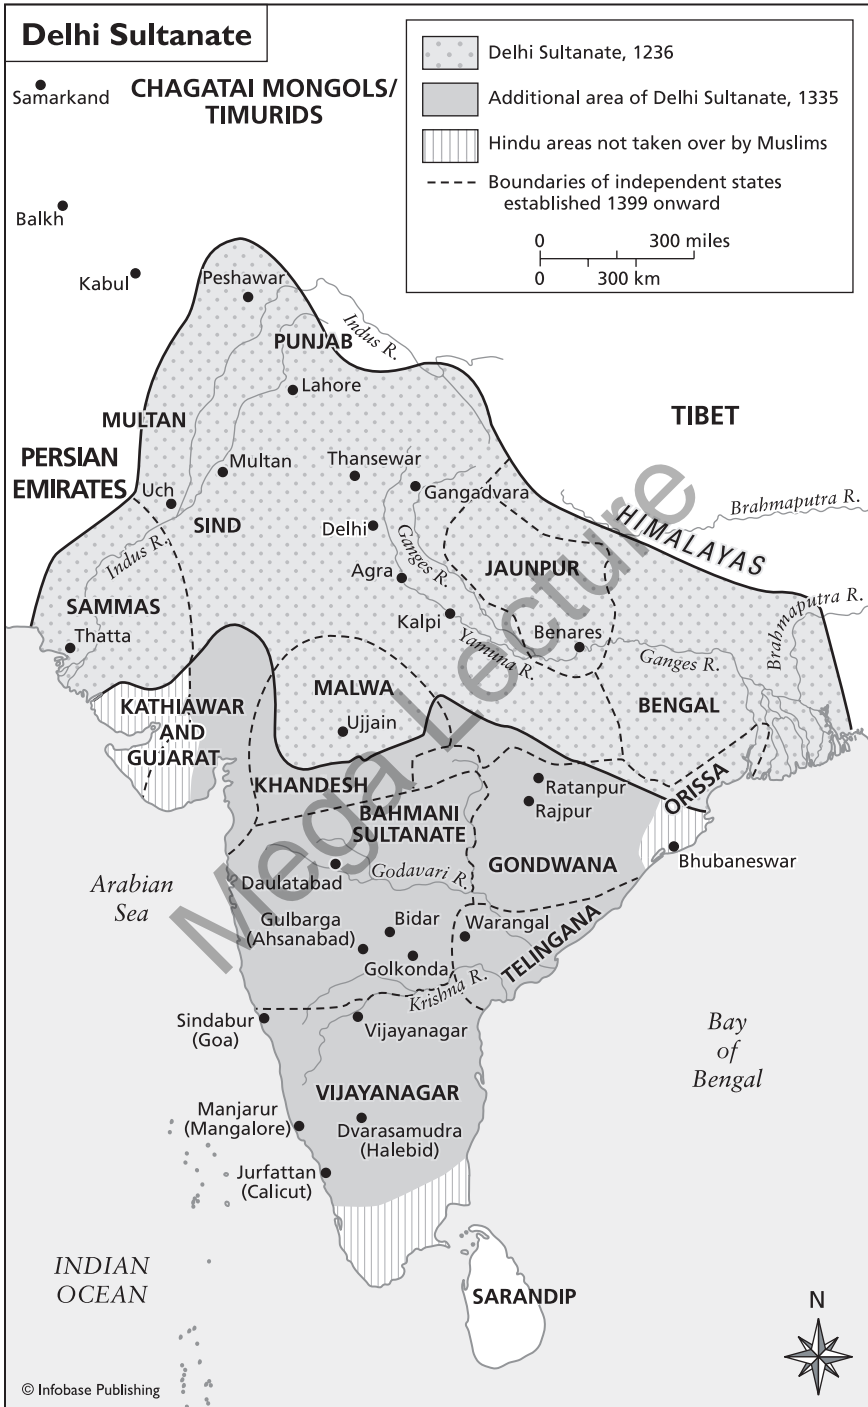 Delhi Sultanate
Delhi Sultanate, 1236
Additional area of Delhi Sultanate, 1335
Hindu areas not taken over by Muslims
Boundaries of independent states
established 1399 onward
0 300 miles
0 300 km
Samarkand
CHAGATAI MONGOLS/
TIMURIDS
Balkh
Kabul
Peshawar
Indus R.
PUNJAB
Lahore
MULTAN
TIBET
PERSIAN
EMIRATES
Multan
Thansewar
Uch
Gangadvara
Brahmaputra R.
SIND
Delhi
HIMALAYAS
Indus R.
Ganges R.
JAUNPUR
Agra
SAMMAS
Thatta
Kalpi
Benares
Brahmaputra R.
Yamuna R.
Ganges R.
MALWA
KATHIAWAR
AND
GUJARAT
Ujjain
BENGAL
KHANDESH
Ratanpur
Rajpur
ORISSA
BAHMANI
SULTANATE
GONDWANA
Bhubaneswar
Daulatabad
Godavari R.
Arabian
Sea
Gulbarga
(Ahsanabad)
Bidar
Warangal
Golkonda
TELINGANA
Krishna R.
Sindabur
(Goa)
Vijayanagar
Bay
of
Bengal
VIJAYANAGAR
Manjarur
(Mangalore)
Dvarasamudra
(Halebid)
Jurfattan
(Calicut)
INDIAN
OCEAN
SARANDIP
N
© Infobase Publishing
Mega Lecture